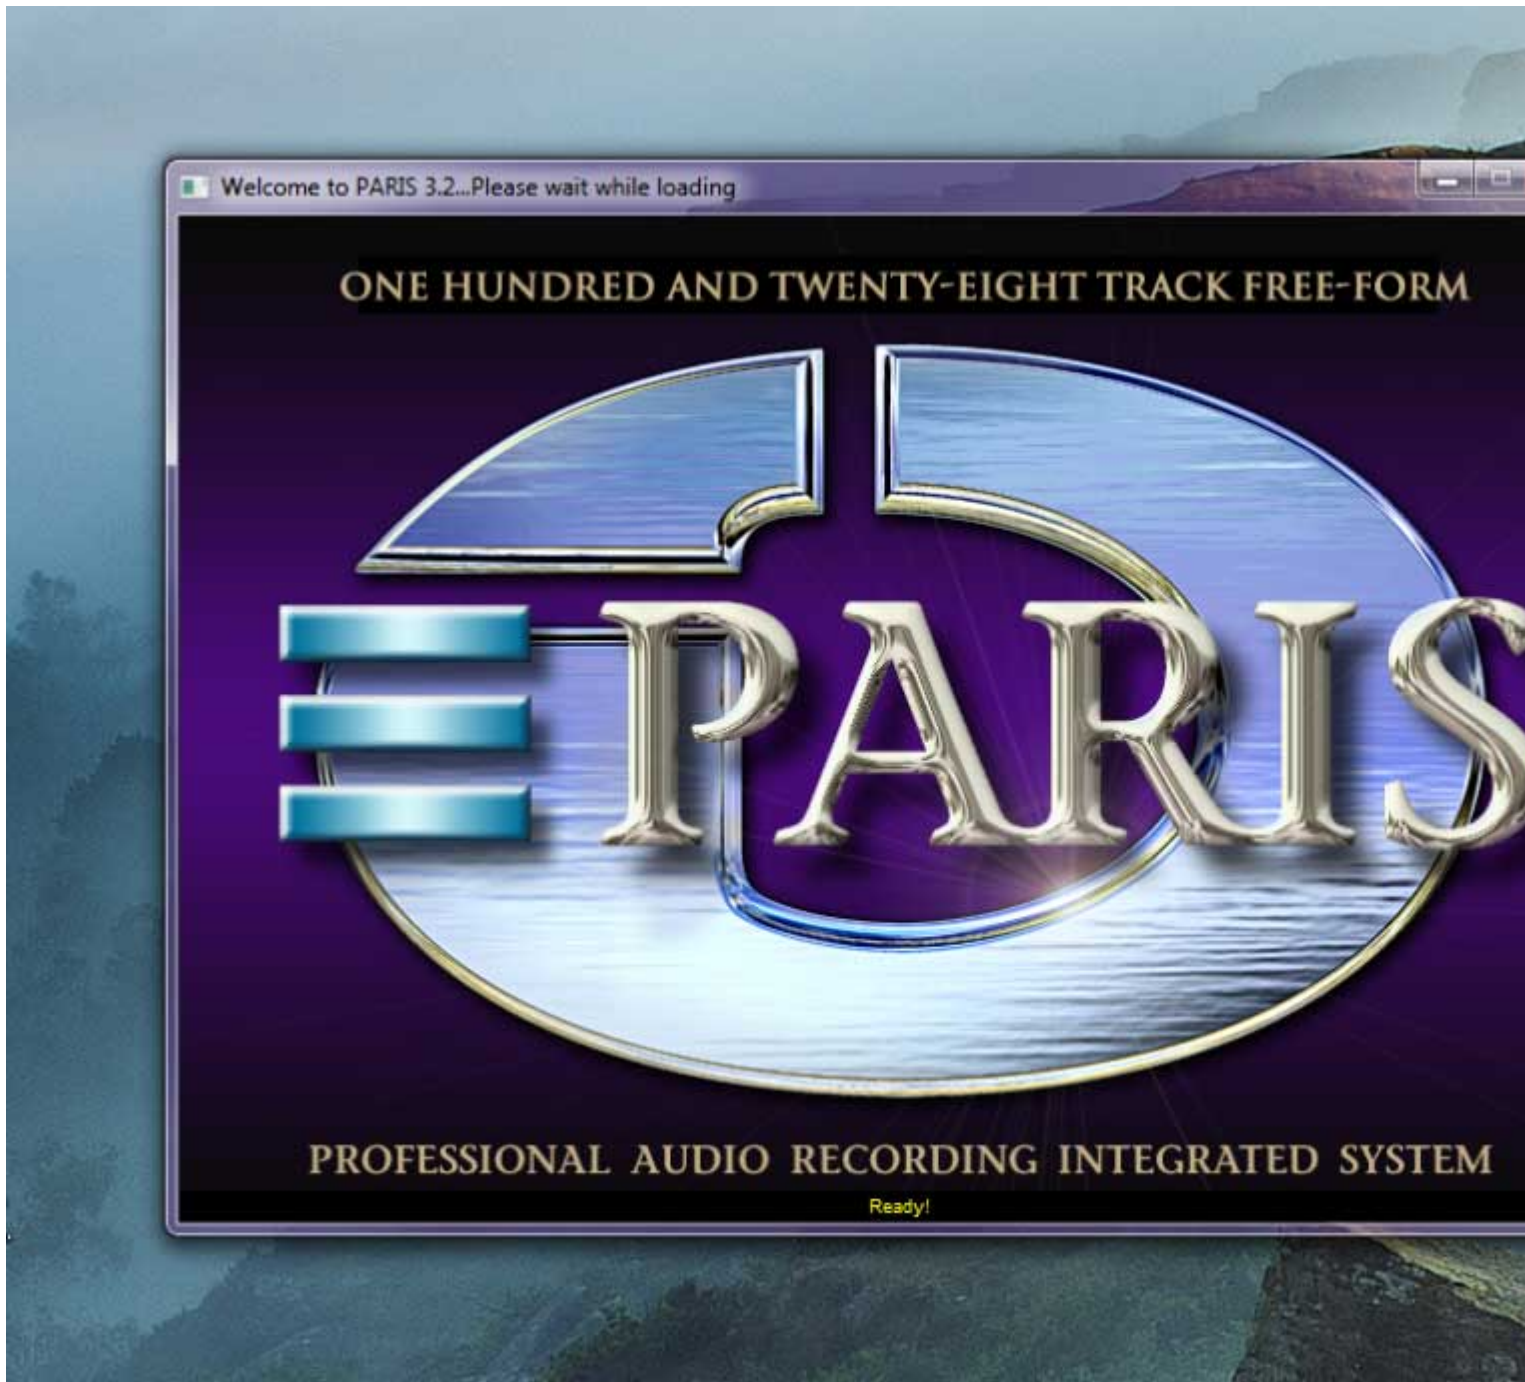 Welcome to PARIS 3.2...Please wait while loading
ONE HUNDRED AND TWENTY-EIGHT TRACK FREE-FORM
PARIS
PROFESSIONAL AUDIO RECORDING INTEGRATED SYSTEM
Ready!